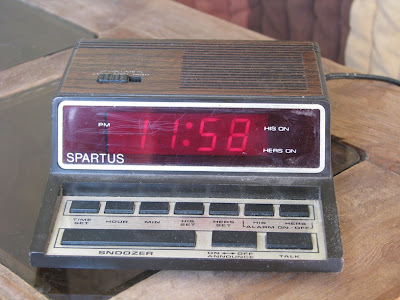 PM
11:58
HIS ON
HERS ON
SPARTUS
TIME SET
HOUR
MIN
HIS SET
HERS SET
HIS HERS
ALARM ON-OFF
SNOOZER
ON ←→ OFF
ANNOUNCE
TALK